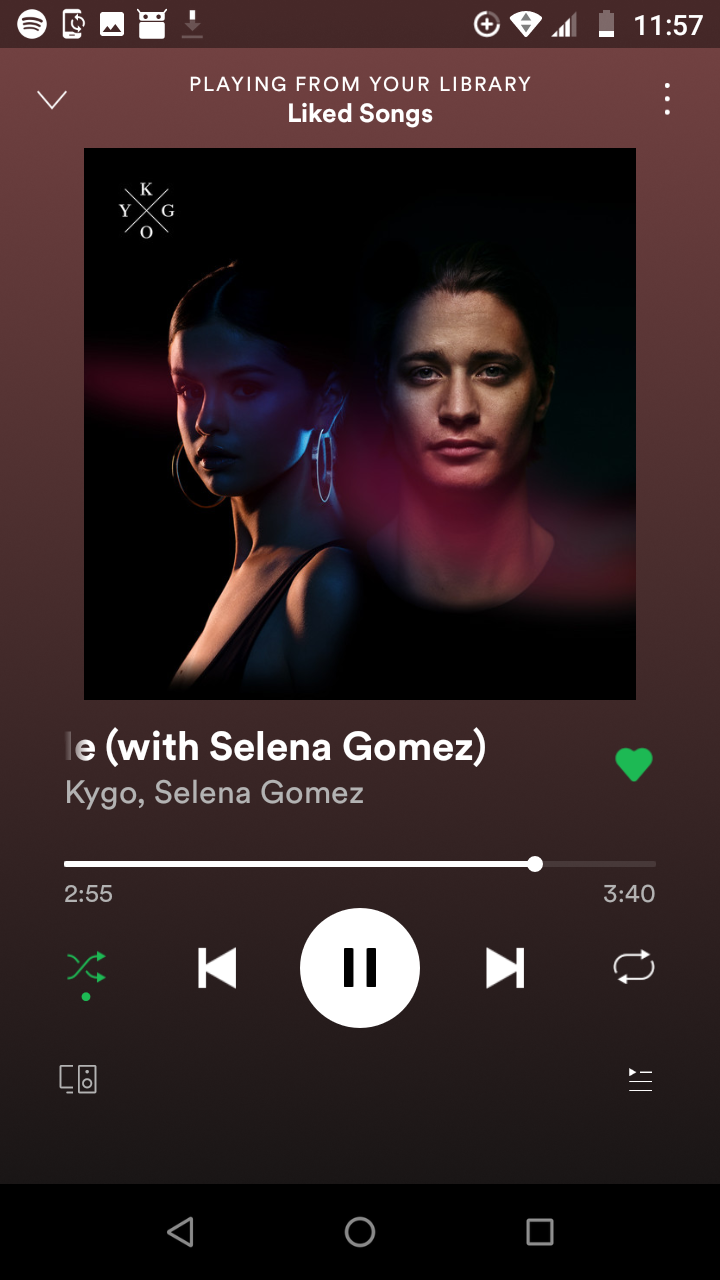 11:57
PLAYING FROM YOUR LIBRARY
Liked Songs
K
Y G
O
le (with Selena Gomez)
Kygo, Selena Gomez
2:55 3:40